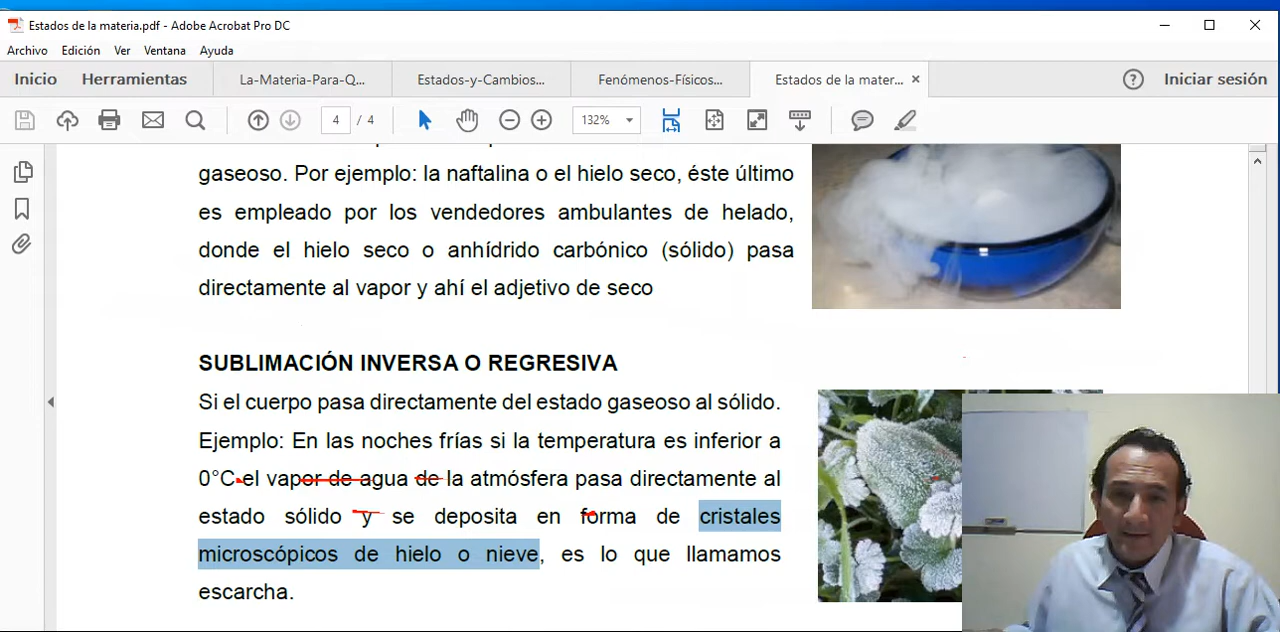 Estados de la materia.pdf - Adobe Acrobat Pro DC
Archivo Edición Ver Ventana Ayuda
Inicio Herramientas La-Materia-Para-Q... Estados-y-Cambios... Fenómenos-Físicos... Estados de la mater... Iniciar sesión
4 / 4 132%
gaseoso. Por ejemplo: la naftalina o el hielo seco, éste último
es empleado por los vendedores ambulantes de helado,
donde el hielo seco o anhídrido carbónico (sólido) pasa
directamente al vapor y ahí el adjetivo de seco
SUBLIMACIÓN INVERSA O REGRESIVA
Si el cuerpo pasa directamente del estado gaseoso al sólido.
Ejemplo: En las noches frías si la temperatura es inferior a
0°C el vapor de agua de la atmósfera pasa directamente al
estado sólido y se deposita en forma de cristales
microscópicos de hielo o nieve, es lo que llamamos
escarcha.